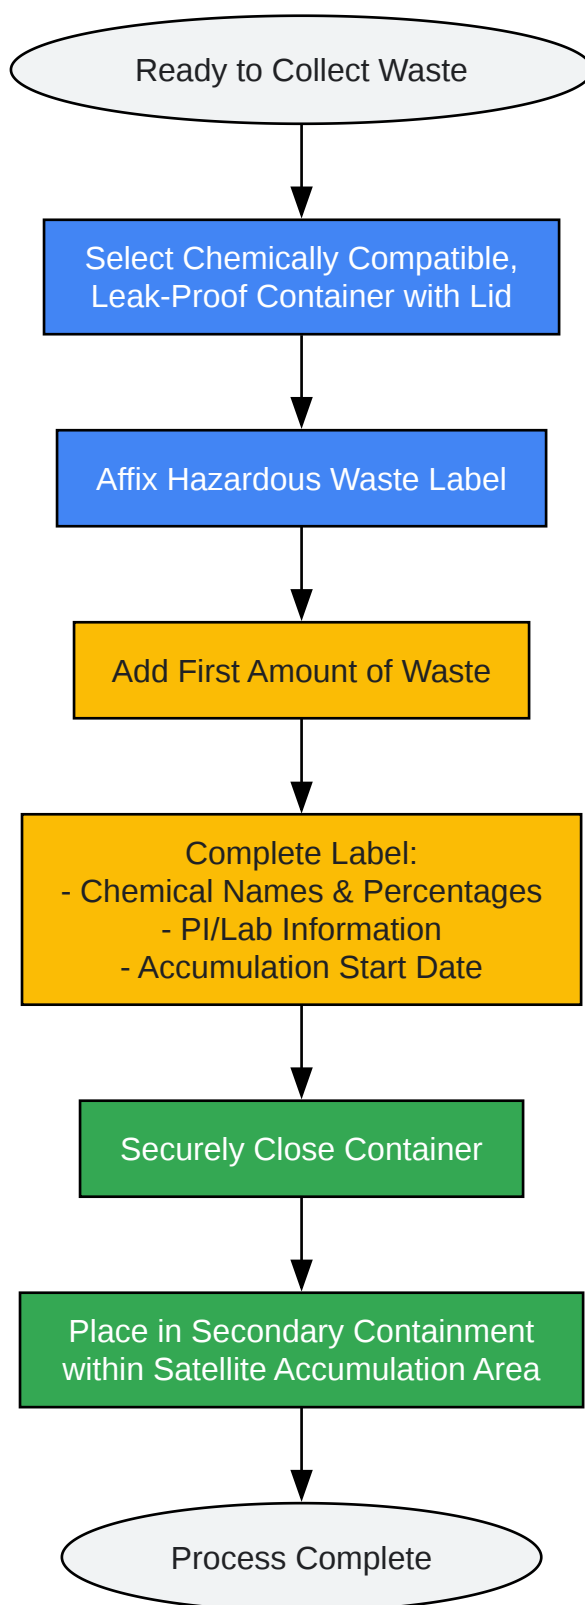 Ready to Collect Waste
Select Chemically Compatible,
Leak-Proof Container with Lid
Affix Hazardous Waste Label
Add First Amount of Waste
Complete Label:
- Chemical Names & Percentages
- PI/Lab Information
- Accumulation Start Date
Securely Close Container
Place in Secondary Containment
within Satellite Accumulation Area
Process Complete